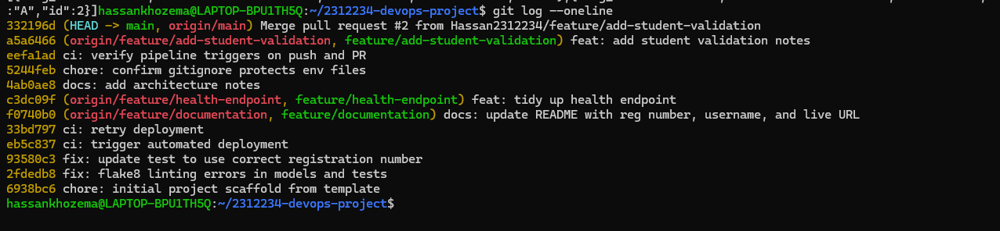 :"A","id":2}]hassankhozema@LAPTOP-BPU1TH5Q:~/2312234-devops-project$ git log --oneline
332196d (HEAD -> main, origin/main) Merge pull request #2 from Hassan2312234/feature/add-student-validation
a5a6466 (origin/feature/add-student-validation, feature/add-student-validation) feat: add student validation notes
eefa1ad ci: verify pipeline triggers on push and PR
5244feb chore: confirm gitignore protects env files
4ab0ae8 docs: add architecture notes
c3dc09f (origin/feature/health-endpoint, feature/health-endpoint) feat: tidy up health endpoint
f0740b0 (origin/feature/documentation, feature/documentation) docs: update README with reg number, username, and live URL
33bd797 ci: retry deployment
eb5c837 ci: trigger automated deployment
93580c3 fix: update test to use correct registration number
2fdedb8 fix: flake8 linting errors in models and tests
6938bc6 chore: initial project scaffold from template
hassankhozema@LAPTOP-BPU1TH5Q:~/2312234-devops-project$